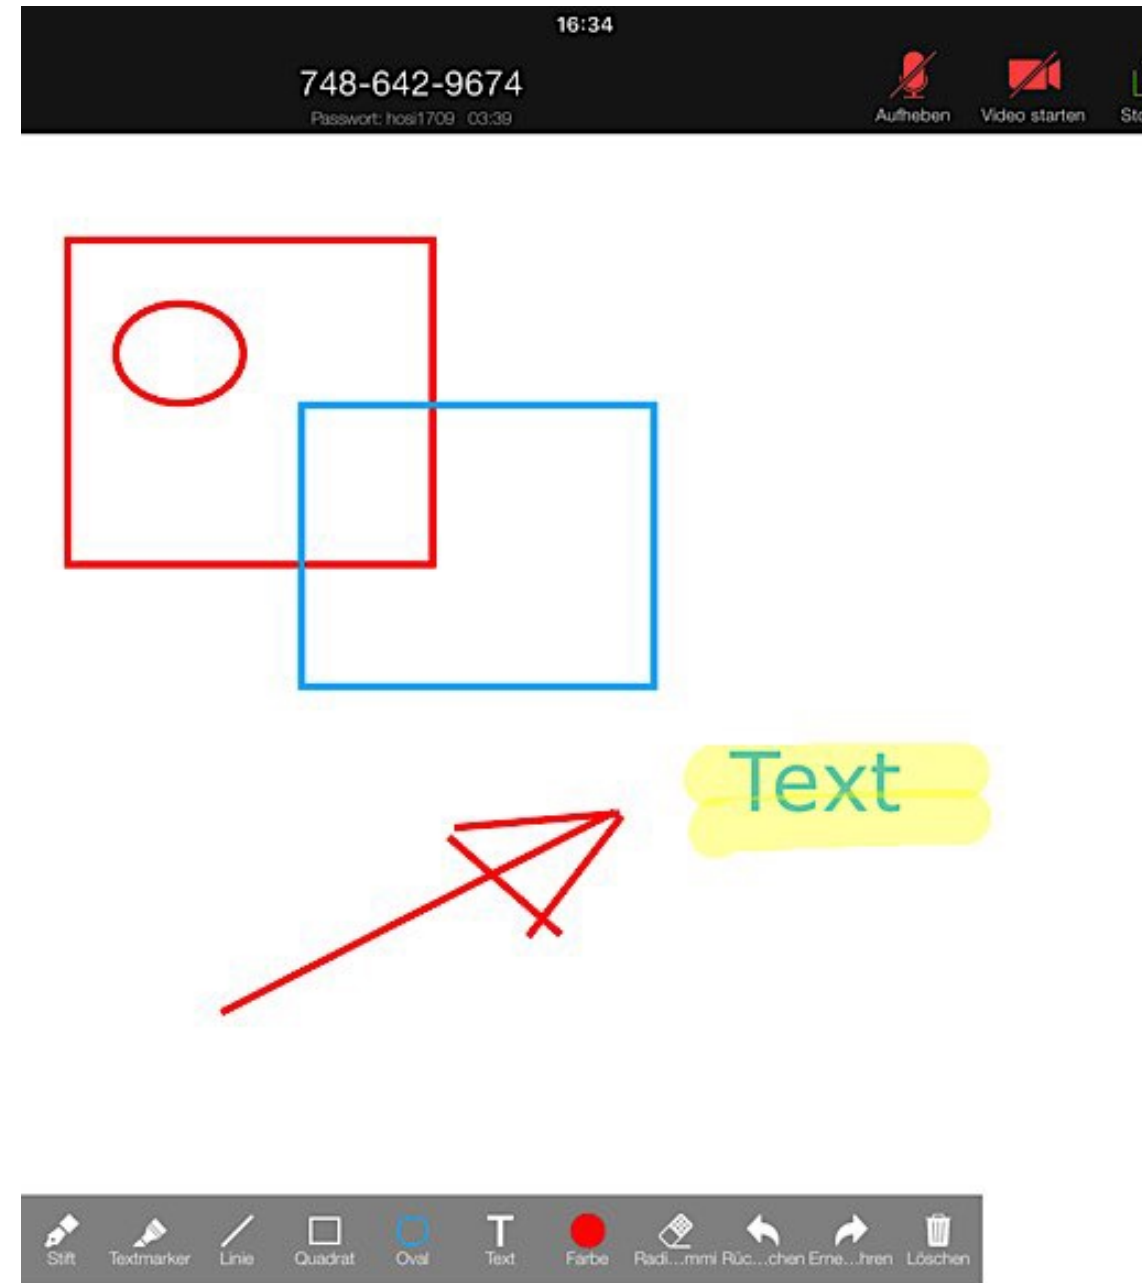 16:34
748-642-9674
Passwort: hosi1709 03:39
Aufheben Video starten
Text
Stift Textmarker Linie Quadrat Oval Text Farbe Radi...mmi Rüc...chen Erne...hren Löschen